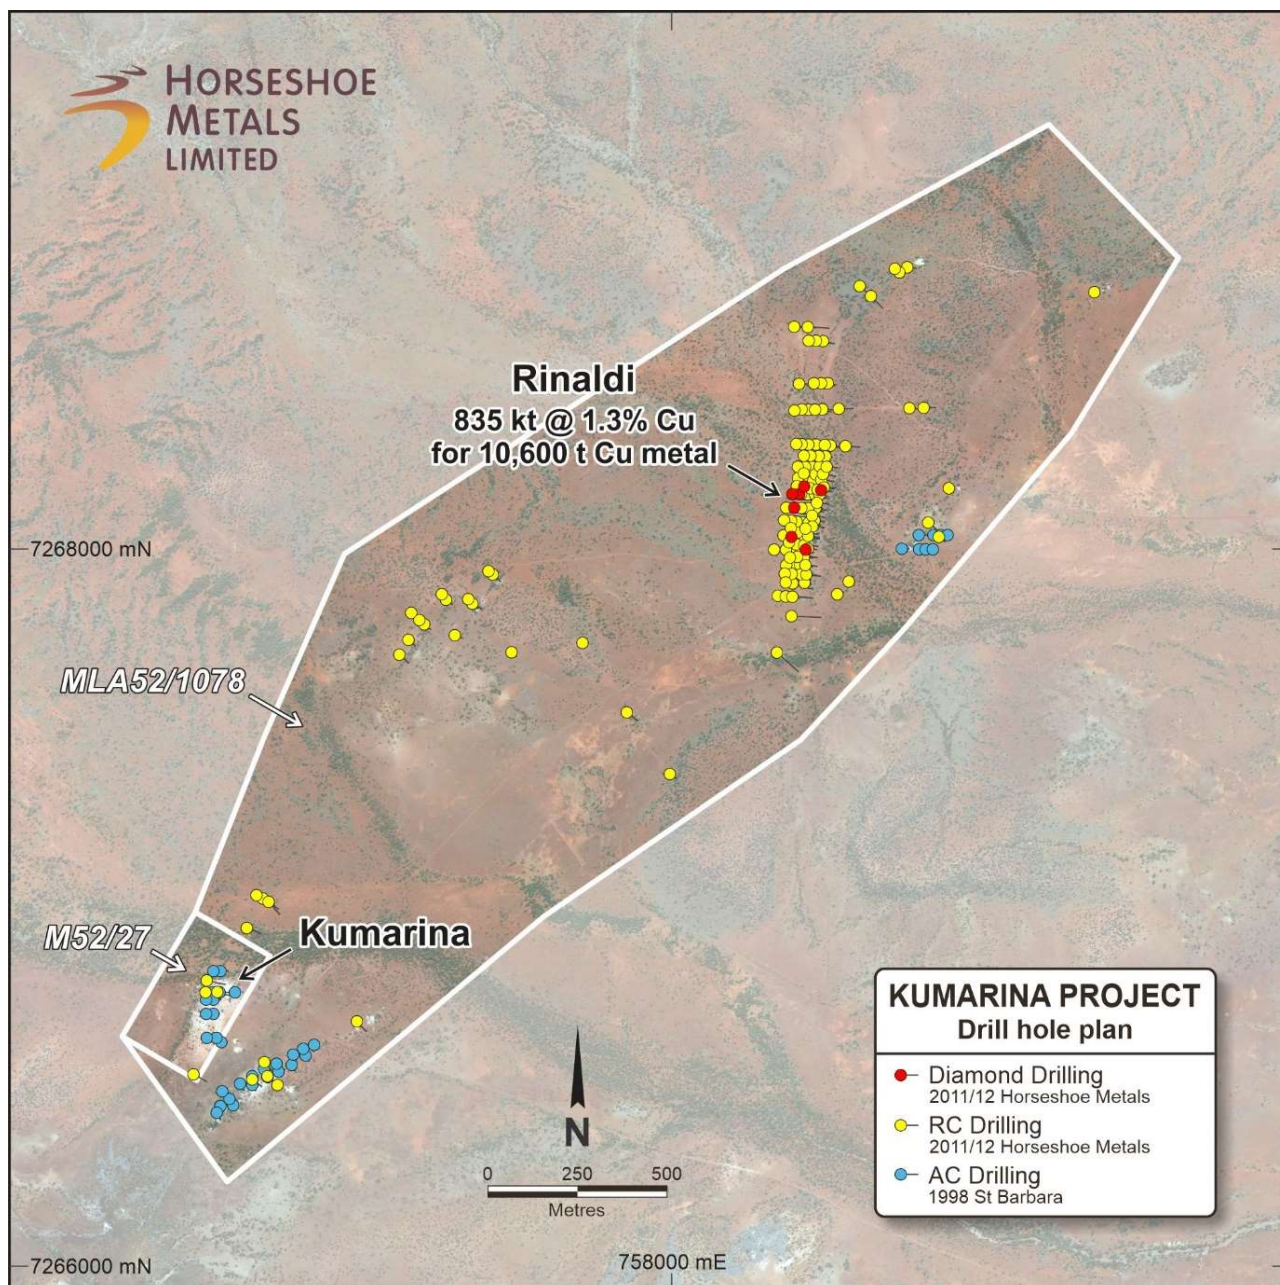 HORSESHOE
METALS
LIMITED
Rinaldi
835 kt @ 1.3% Cu
for 10,600 t Cu metal
7268000 mN
MLA52/1078
M52/27
Kumarina
N
0 250 500
Metres
KUMARINA PROJECT
Drill hole plan
Diamond Drilling
2011/12 Horseshoe Metals
RC Drilling
2011/12 Horseshoe Metals
AC Drilling
1998 St Barbara
7266000 mN
758000 mE